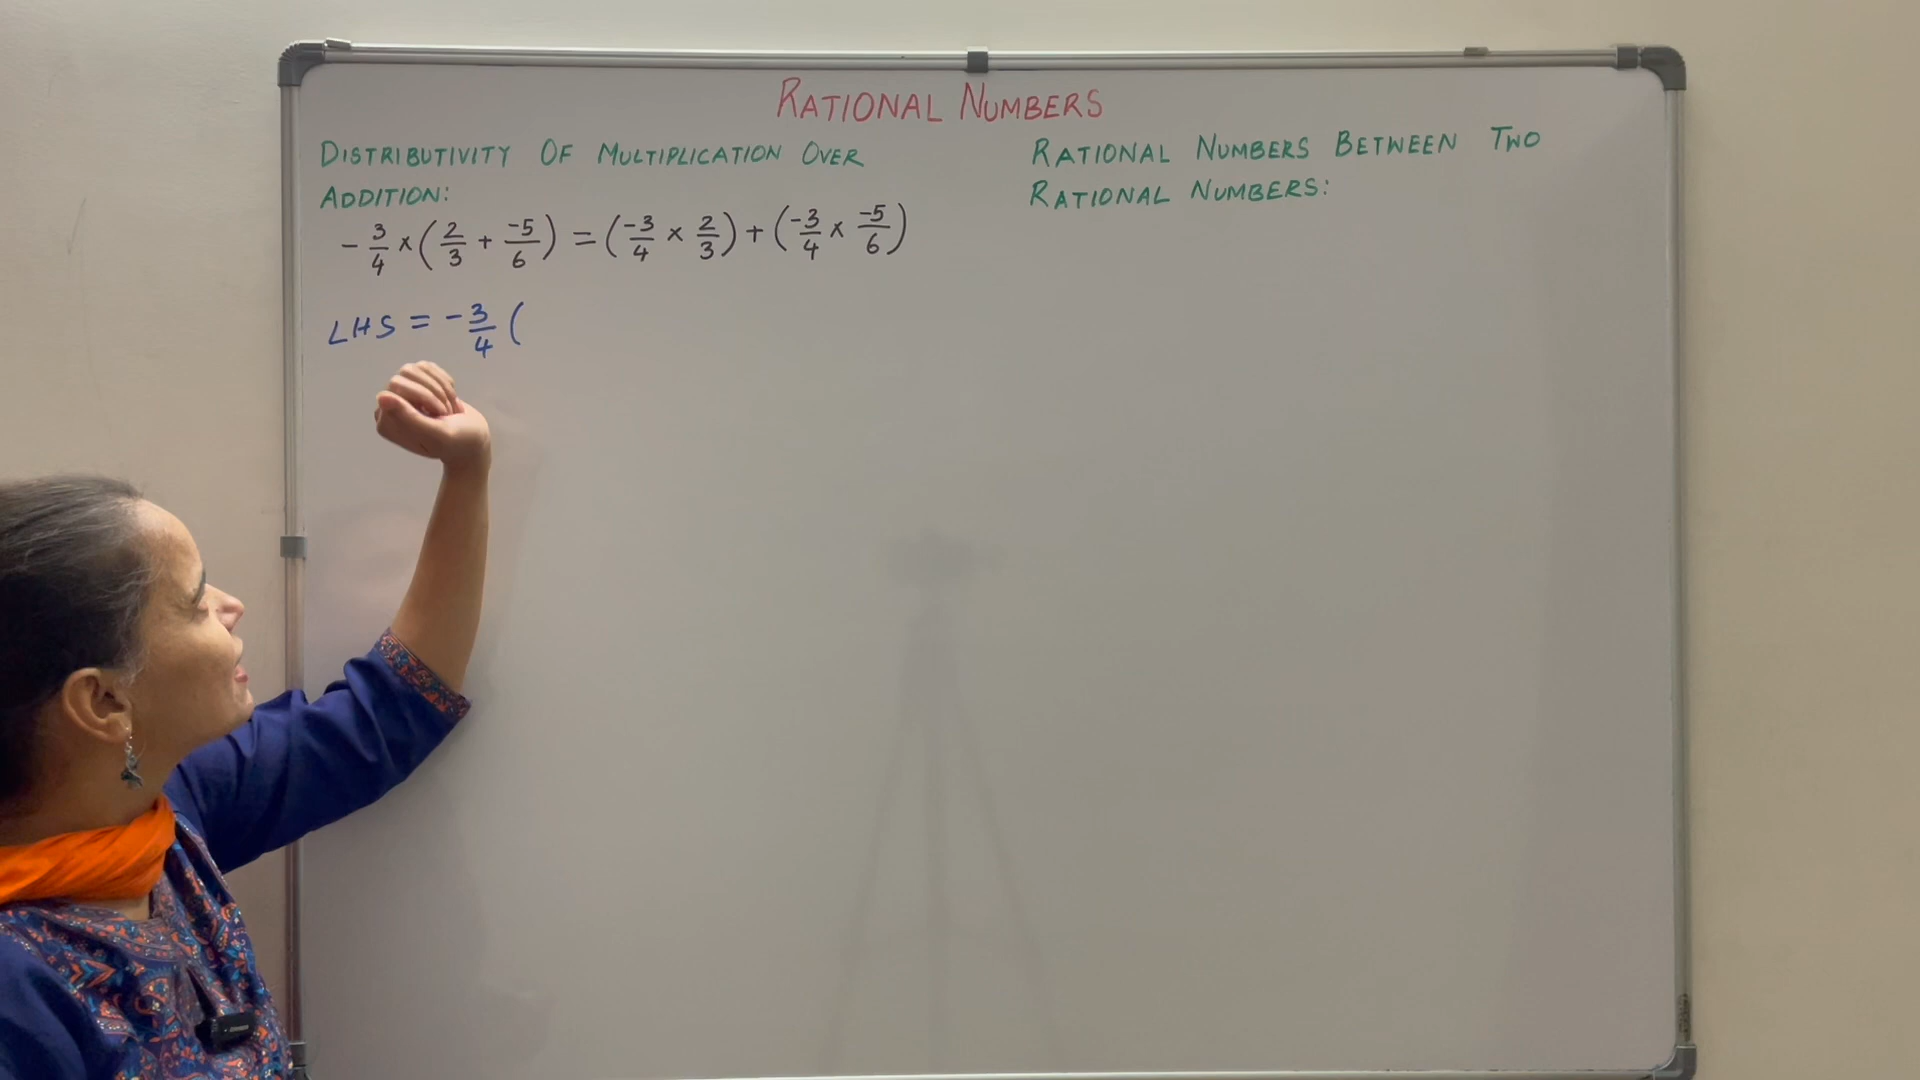 RATIONAL NUMBERS
DISTRIBUTIVITY OF MULTIPLICATION OVER
ADDITION:
-3/4 × (2/3 + -5/6) = (-3/4 × 2/3) + (-3/4 × -5/6)
LHS = -3/4 (
RATIONAL NUMBERS BETWEEN TWO
RATIONAL NUMBERS: